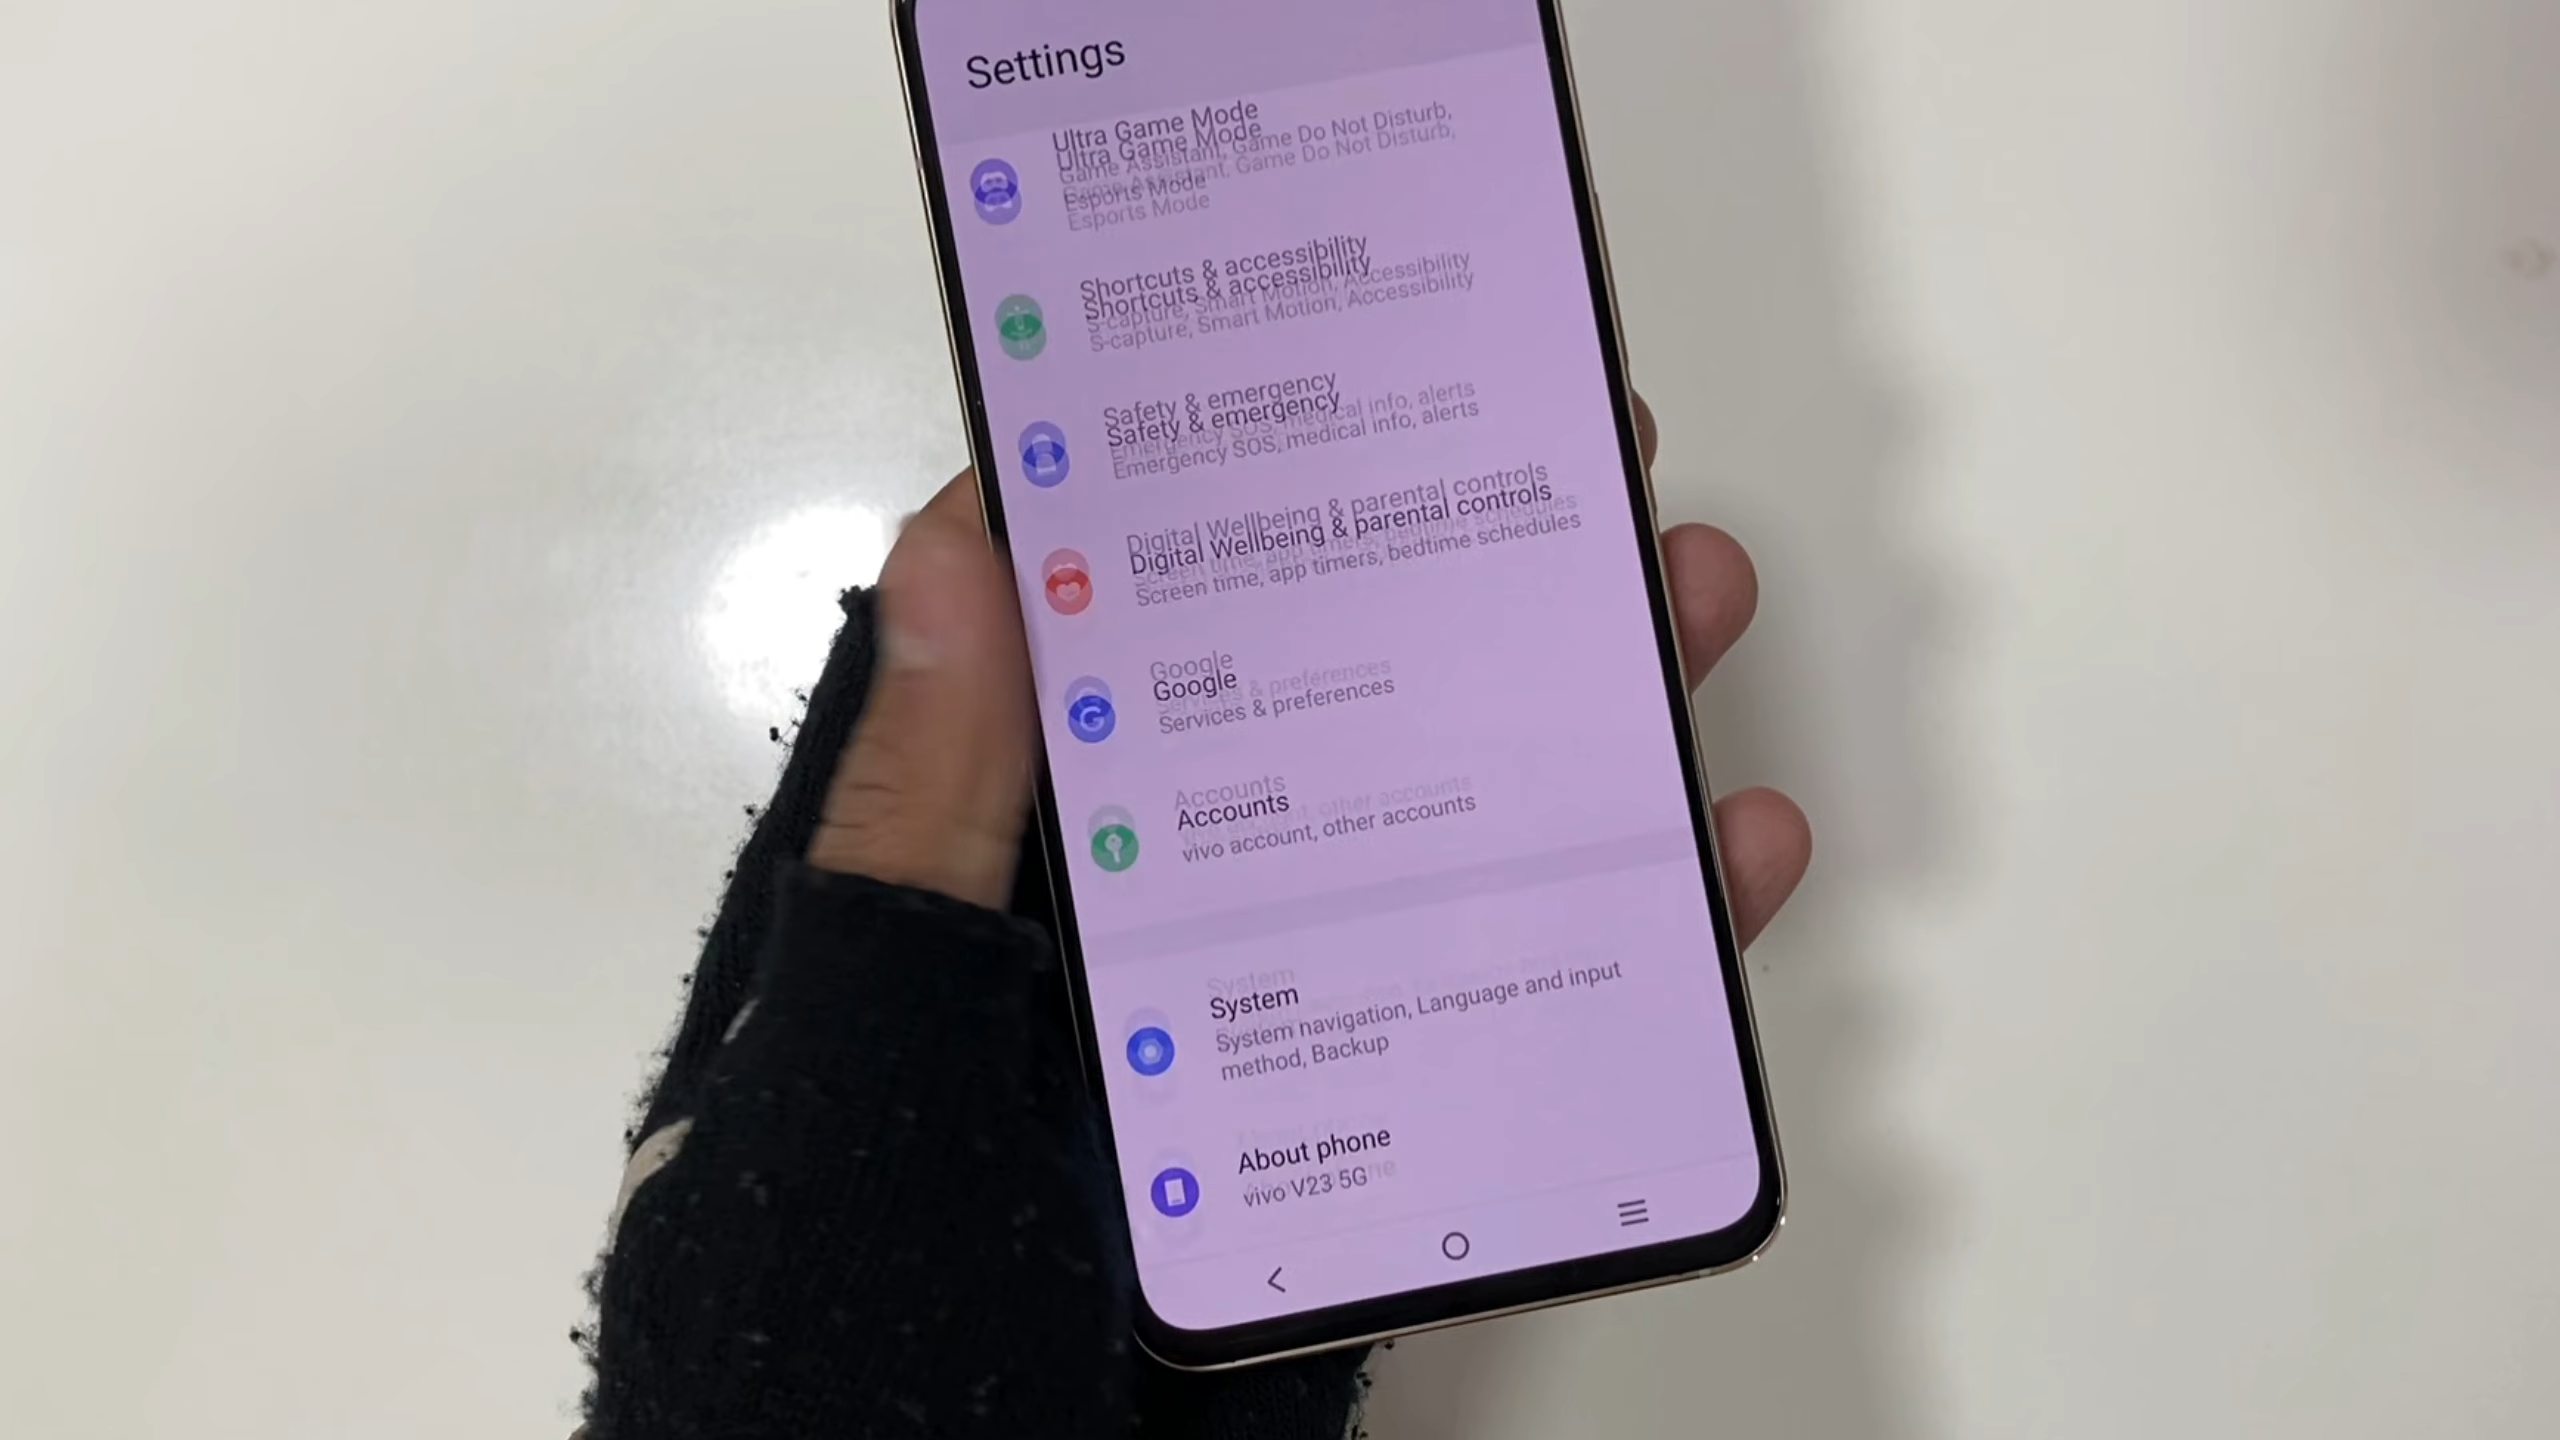 Settings
Ultra Game Mode
Game Assistant, Game Do Not Disturb,
Esports Mode
Shortcuts & accessibility
S-capture, Smart Motion, Accessibility
Safety & emergency
Emergency SOS, medical info, alerts
Digital Wellbeing & parental controls
Screen time, app timers, bedtime schedules
Google
Services & preferences
Accounts
vivo account, other accounts
System
System navigation, Language and input
method, Backup
About phone
vivo V23 5G